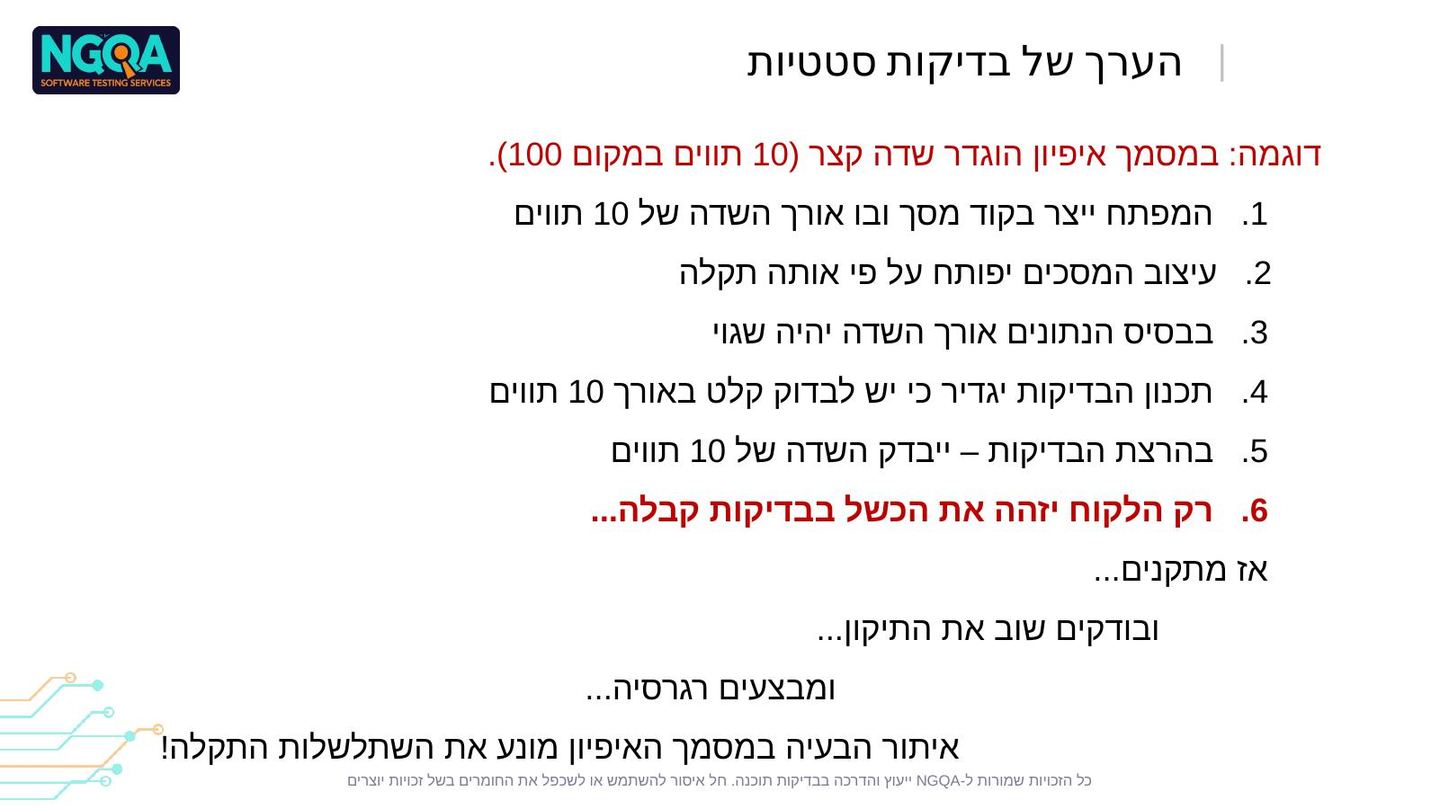 NGQA
SOFTWARE TESTING SERVICES
הערך של בדיקות סטטיות
דוגמה: במסמך איפיון הוגדר שדה קצר (10 תווים במקום 100).
1. המפתח ייצר בקוד מסך ובו אורך השדה של 10 תווים
2. עיצוב המסכים יפותח על פי אותה תקלה
3. בבסיס הנתונים אורך השדה יהיה שגוי
4. תכנון הבדיקות יגדיר כי יש לבדוק קלט באורך 10 תווים
5. בהרצת הבדיקות – ייבדק השדה של 10 תווים
6. רק הלקוח יזהה את הכשל בבדיקות קבלה...
אז מתקנים...
ובודקים שוב את התיקון...
ומבצעים רגרסיה...
איתור הבעיה במסמך האיפיון מונע את השתלשלות התקלה!
כל הזכויות שמורות ל-NGQA ייעוץ והדרכה בבדיקות תוכנה. חל איסור להשתמש או לשכפל את החומרים בשל זכויות יוצרים